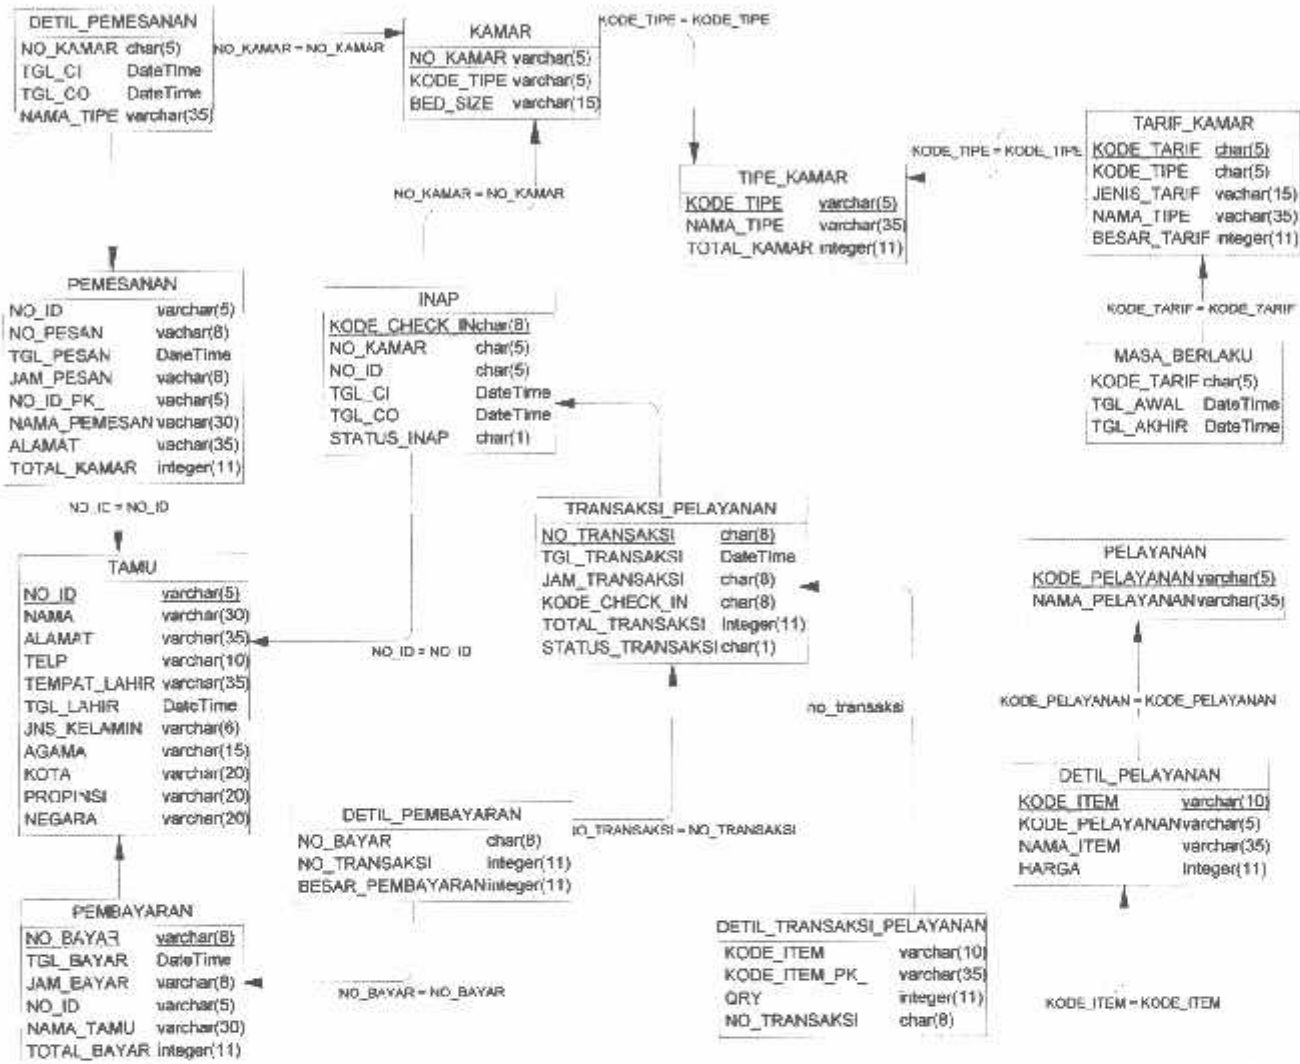 DETIL_PEMESANAN
NO_KAMAR char(5)
TGL_CI DateTime
TGL_CO DateTime
NAMA_TIPE varchar(35)
NO_KAMAR = NO_KAMAR
KAMAR
NO_KAMAR varchar(5)
KODE_TIPE varchar(5)
BED_SIZE varchar(15)
KODE_TIPE = KODE_TIPE
NO_KAMAR = NO_KAMAR
TIPE_KAMAR
KODE_TIPE varchar(5)
NAMA_TIPE varchar(35)
TOTAL_KAMAR integer(11)
KODE_TIPE = KODE_TIPE
TARIF_KAMAR
KODE_TARIF char(5)
KODE_TIPE char(5)
JENIS_TARIF vachar(15)
NAMA_TIPE vachar(35)
BESAR_TARIF integer(11)
KODE_TARIF = KODE_TARIF
MASA_BERLAKU
KODE_TARIF char(5)
TGL_AWAL DateTime
TGL_AKHIR DateTime
PEMESANAN
NO_ID varchar(5)
NO_PESAN vachar(8)
TGL_PESAN DateTime
JAM_PESAN vachar(8)
NO_ID_PK_ vachar(5)
NAMA_PEMESAN vachar(30)
ALAMAT vachar(35)
TOTAL_KAMAR integer(11)
NO_ID = NO_ID
INAP
KODE_CHECK_IN char(8)
NO_KAMAR char(5)
NO_ID char(5)
TGL_CI DateTime
TGL_CO DateTime
STATUS_INAP char(1)
TAMU
NO_ID varchar(5)
NAMA varchar(30)
ALAMAT varchar(35)
TELP varchar(10)
TEMPAT_LAHIR varchar(35)
TGL_LAHIR DateTime
JNS_KELAMIN varchar(6)
AGAMA varchar(15)
KOTA varchar(20)
PROPINSI varchar(20)
NEGARA varchar(20)
NO_ID = NO_ID
TRANSAKSI_PELAYANAN
NO_TRANSAKSI char(8)
TGL_TRANSAKSI DateTime
JAM_TRANSAKSI char(8)
KODE_CHECK_IN char(8)
TOTAL_TRANSAKSI Integer(11)
STATUS_TRANSAKSI char(1)
PELAYANAN
KODE_PELAYANAN varchar(5)
NAMA_PELAYANAN varchar(35)
KODE_PELAYANAN = KODE_PELAYANAN
no_transaksi
DETIL_PELAYANAN
KODE_ITEM varchar(10)
KODE_PELAYANAN varchar(5)
NAMA_ITEM varchar(35)
HARGA Integer(11)
DETIL_PEMBAYARAN
NO_BAYAR char(8)
NO_TRANSAKSI integer(11)
BESAR_PEMBAYARAN integer(11)
IO_TRANSAKSI = NO_TRANSAKSI
PEMBAYARAN
NO_BAYAR varchar(8)
TGL_BAYAR DateTime
JAM_BAYAR varchar(8)
NO_ID varchar(5)
NAMA_TAMU varchar(30)
TOTAL_BAYAR integer(11)
NO_BAYAR = NO_BAYAR
DETIL_TRANSAKSI_PELAYANAN
KODE_ITEM varchar(10)
KODE_ITEM_PK_ varchar(35)
QRY integer(11)
NO_TRANSAKSI char(8)
KODE_ITEM = KODE_ITEM